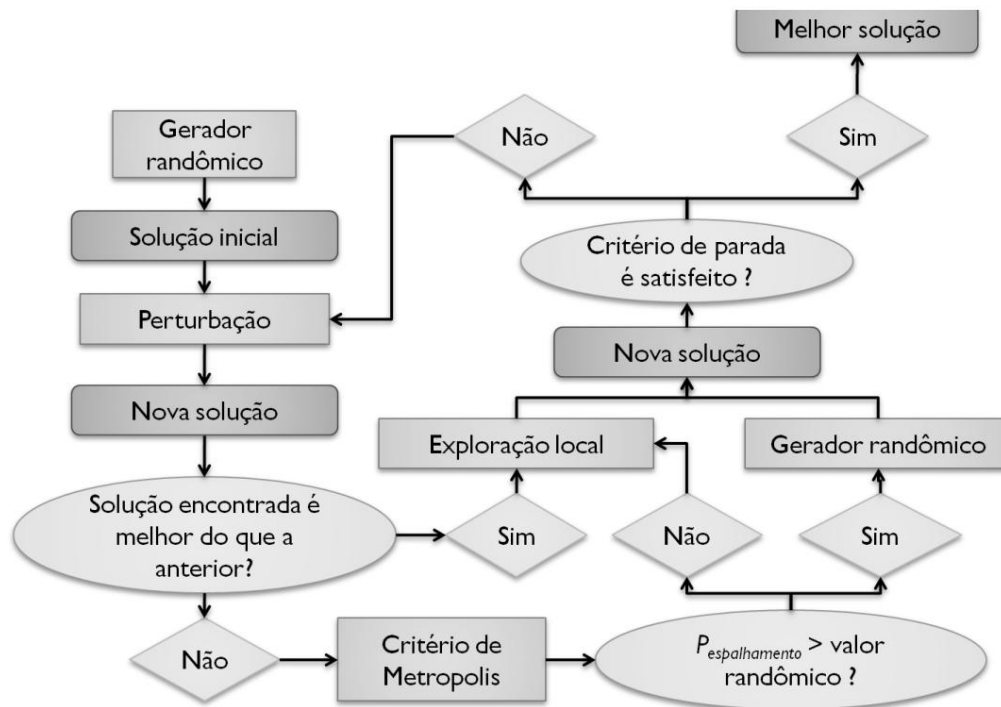 Melhor solução
Gerador
randômico
Não
Sim
Solução inicial
Critério de parada
é satisfeito ?
Perturbação
Nova solução
Nova solução
Exploração local
Gerador randômico
Solução encontrada é
melhor do que a
anterior?
Sim
Não
Sim
Não
Critério de
Metropolis
Pespalhamento > valor
randômico ?